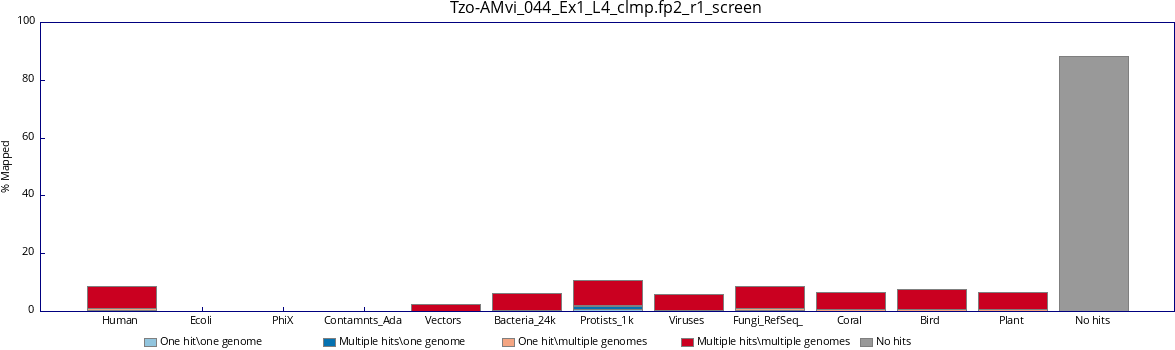 Tzo-AMvi_044_Ex1_L4_clmp.fp2_r1_screen
100
80
60
40
20
0
% Mapped
Human Ecoli PhiX Contamnts_Ada Vectors Bacteria_24k Protists_1k Viruses Fungi_RefSeq_ Coral Bird Plant No hits
One hit\one genome Multiple hits\one genome One hit\multiple genomes Multiple hits\multiple genomes No hits